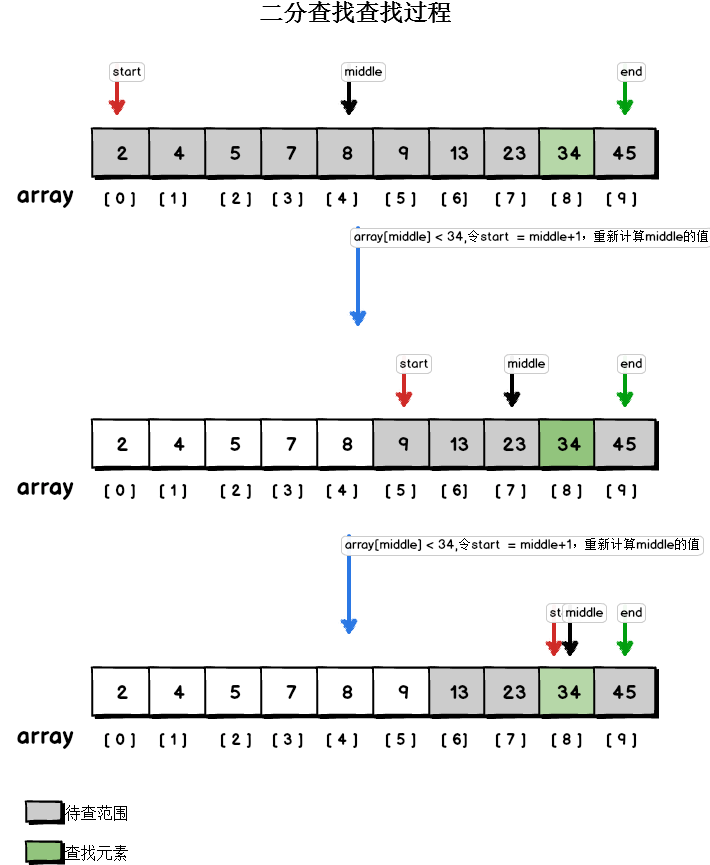 二分查找查找过程
start middle end
2 4 5 7 8 9 13 23 34 45
array [0] [1] [2] [3] [4] [5] [6] [7] [8] [9]
array[middle] < 34,令start = middle+1，重新计算middle的值
start middle end
2 4 5 7 8 9 13 23 34 45
array [0] [1] [2] [3] [4] [5] [6] [7] [8] [9]
array[middle] < 34,令start = middle+1，重新计算middle的值
st middle end
2 4 5 7 8 9 13 23 34 45
array [0] [1] [2] [3] [4] [5] [6] [7] [8] [9]
待查范围
查找元素